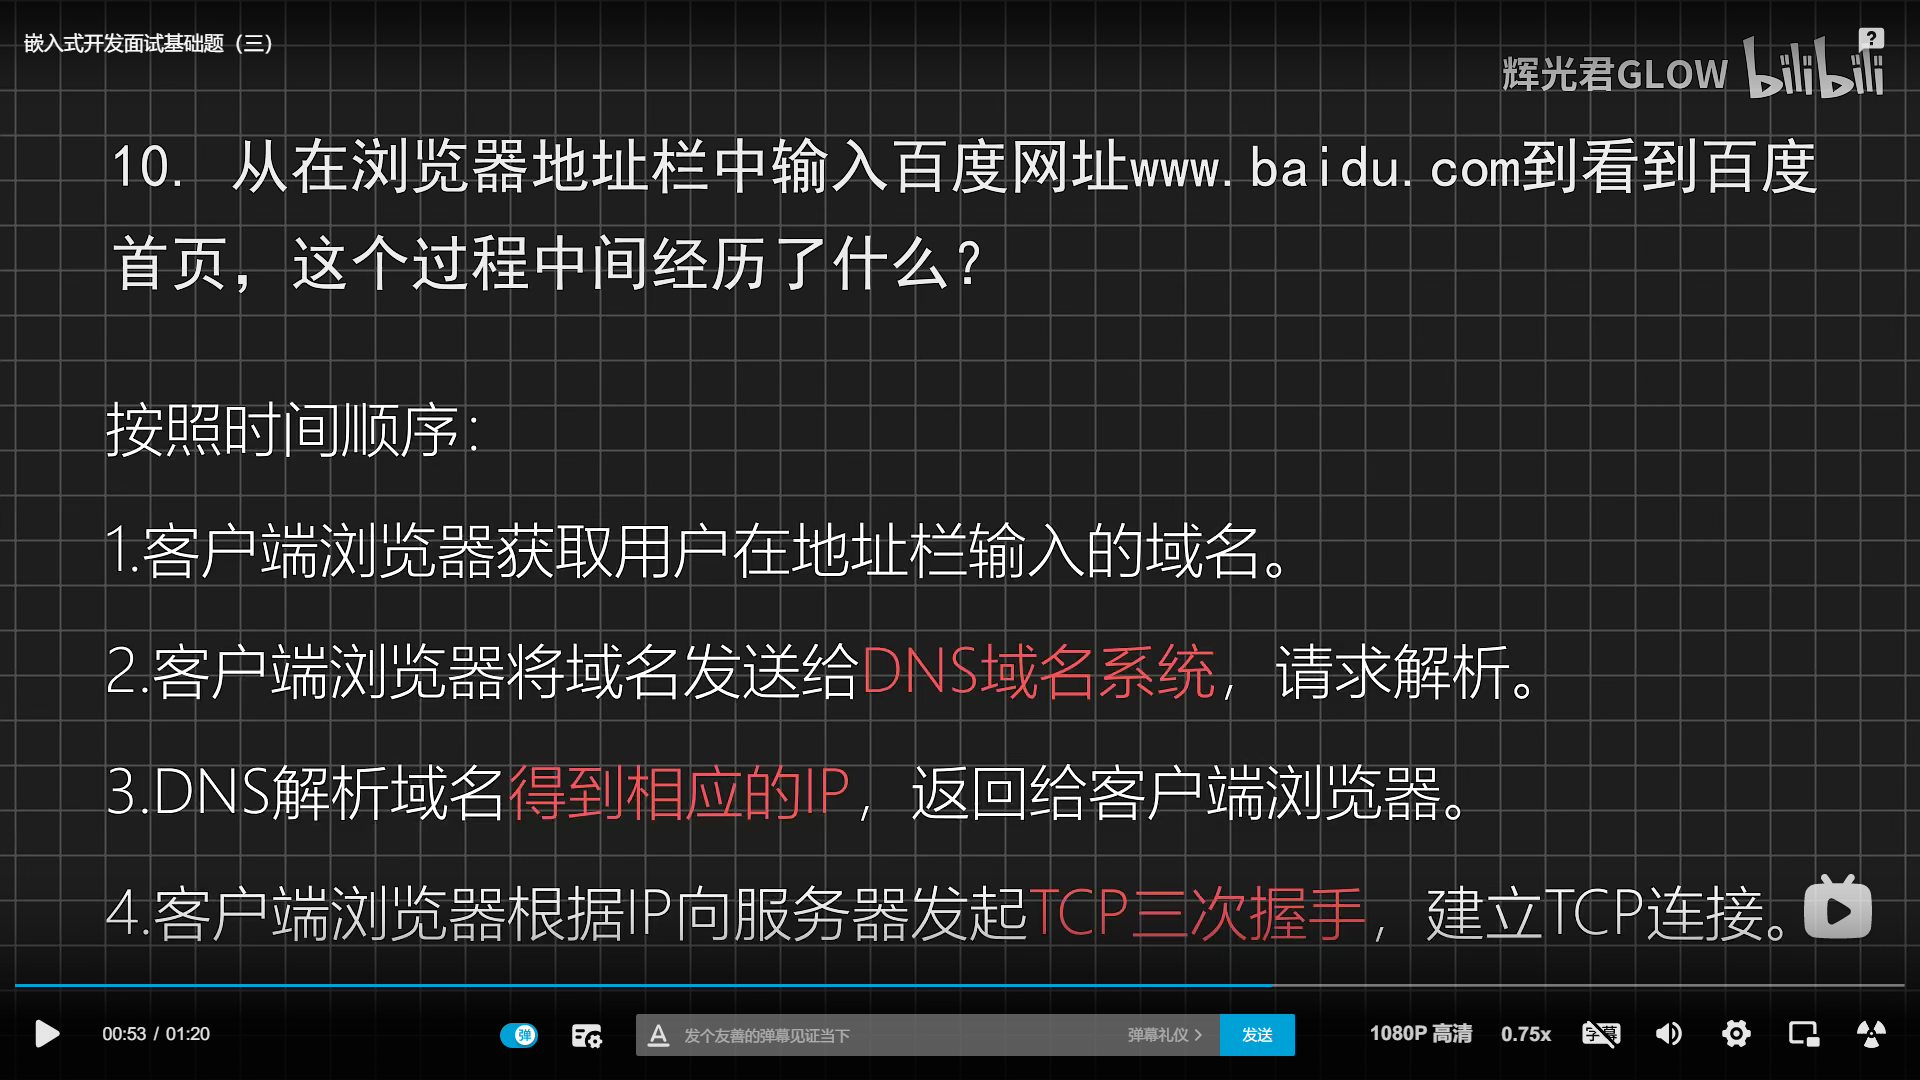 嵌入式开发面试基础题（三）
?
辉光君GLOW bilibili
10. 从在浏览器地址栏中输入百度网址www.baidu.com到看到百度
首页，这个过程中间经历了什么？
按照时间顺序：
1.客户端浏览器获取用户在地址栏输入的域名。
2.客户端浏览器将域名发送给DNS域名系统，请求解析。
3.DNS解析域名得到相应的IP，返回给客户端浏览器。
4.客户端浏览器根据IP向服务器发起TCP三次握手，建立TCP连接。
00:53 / 01:20 弹 A 发个友善的弹幕见证当下 弹幕礼仪 > 发送 1080P 高清 0.75x 字幕